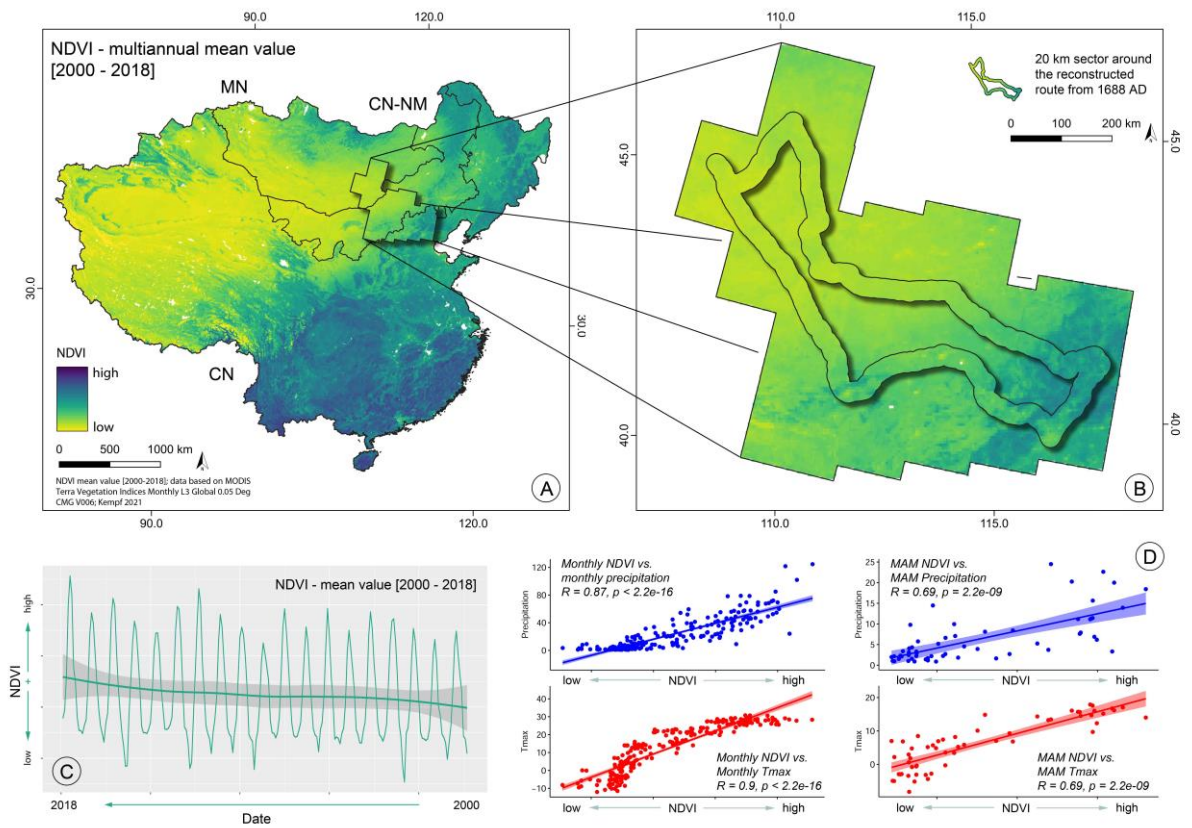 90.0
120.0
NDVI - multiannual mean value
[2000 - 2018]
MN
CN-NM
CN
30.0
30.0
NDVI
high
low
0 500 1000 km
NDVI mean value [2000-2018]; data based on MODIS
Terra Vegetation Indices Monthly L3 Global 0.05 Deg
CMG V006; Kempf 2021
A
90.0
120.0
110.0
115.0
20 km sector around
the reconstructed
route from 1688 AD
0 100 200 km
45.0
45.0
40.0
40.0
B
110.0
115.0
NDVI - mean value [2000 - 2018]
high
NDVI
+
low
C
2018
2000
Date
D
Monthly NDVI vs.
monthly precipitation
R = 0.87, p < 2.2e-16
Precipitation
120
80
40
0
low NDVI high
MAM NDVI vs.
MAM Precipitation
R = 0.69, p = 2.2e-09
Precipitation
25
20
15
10
5
0
low NDVI high
Tmax
40
30
20
10
0
-10
Monthly NDVI vs.
Monthly Tmax
R = 0.9, p < 2.2e-16
low NDVI high
Tmax
20
10
0
-10
MAM NDVI vs.
MAM Tmax
R = 0.69, p = 2.2e-09
low NDVI high